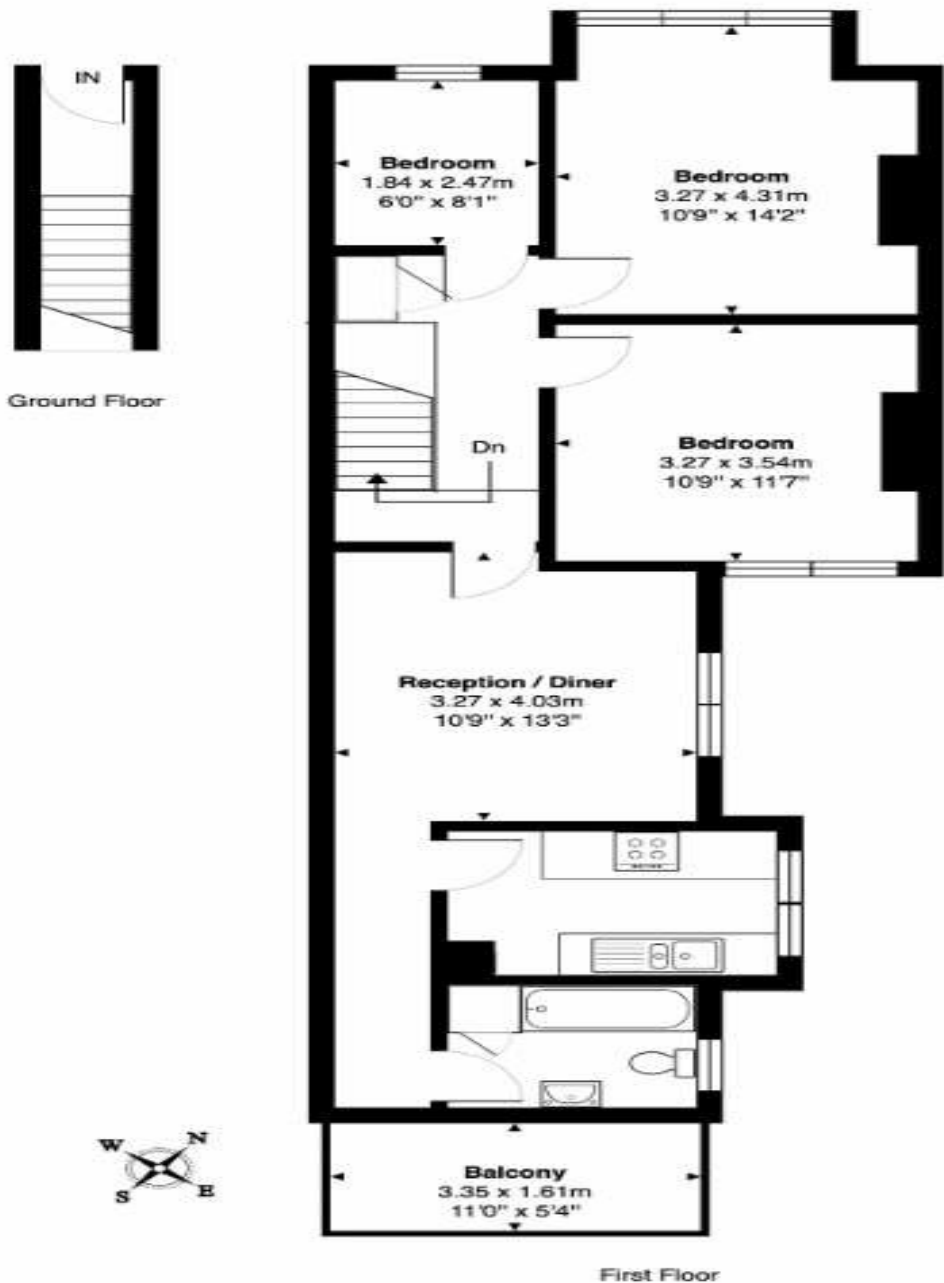 IN
Ground Floor
Bedroom
1.84 x 2.47m
6'0" x 8'1"
Bedroom
3.27 x 4.31m
10'9" x 14'2"
Bedroom
3.27 x 3.54m
10'9" x 11'7"
Dn
Reception / Diner
3.27 x 4.03m
10'9" x 13'3"
W N
S E
Balcony
3.35 x 1.61m
11'0" x 5'4"
First Floor